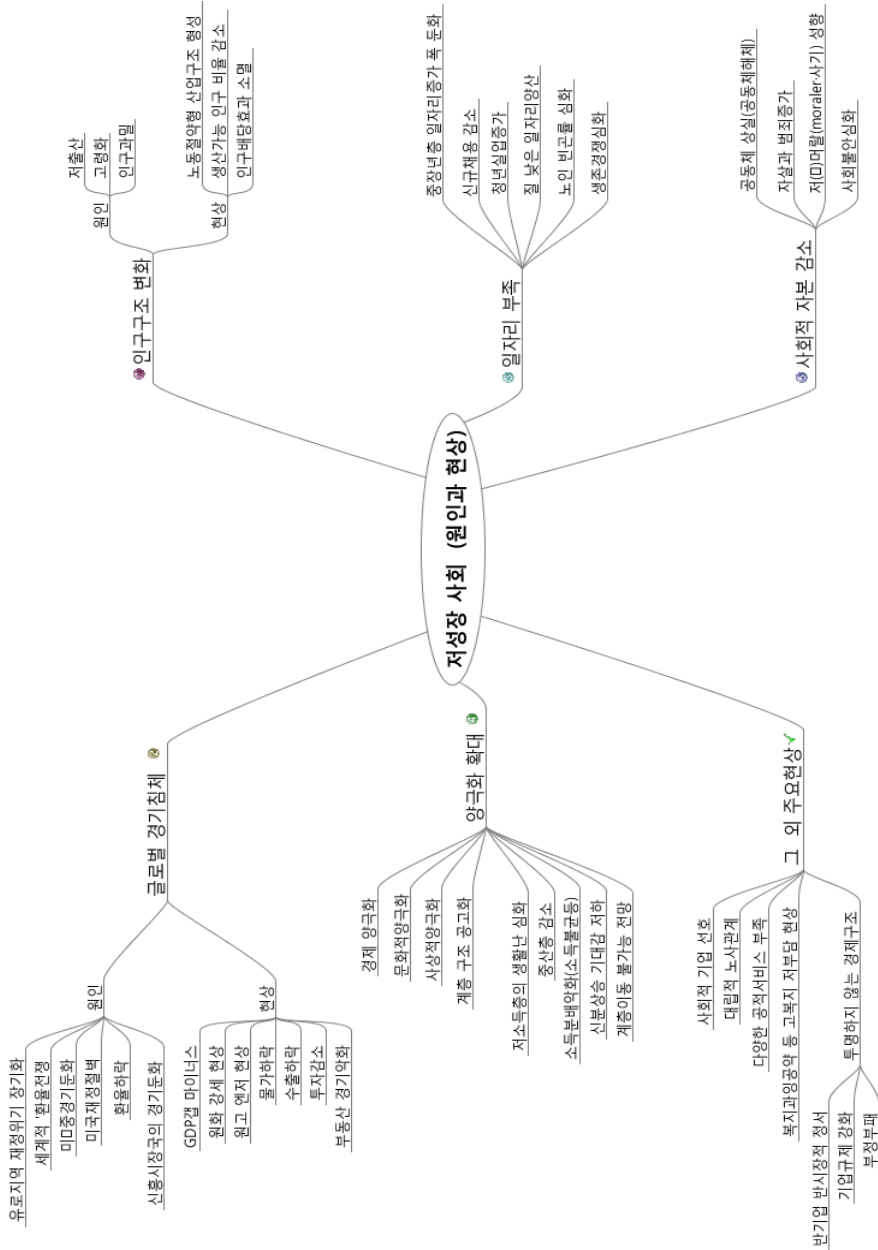 저성장 사회 (원인과 현상)
글로벌 경기침체
원인
유로지역 재정위기 장기화
세계적 '환율전쟁
미□중경기둔화
미국재정절벽
환율하락
신흥시장국의 경기둔화
현상
GDP갭 마이너스
원화 강세 현상
원고 엔저 현상
물가하락
수출하락
투자감소
부동산 경기악화
양극화 확대
경제 양극화
문화적양극화
사상적양극화
계층 구조 공고화
저소득층의 생활난 심화
중산층 감소
소득분배악화(소득불균등)
신분상승 기대감 저하
계층이동 불가능 전망
그 외 주요현상
사회적 기업 선호
대립적 노사관계
다양한 공적서비스 부족
복지과잉공약 등 고복지 저부담 현상
투명하지 않는 경제구조
반기업 반시장적 정서
기업규제 강화
부정부패
인구구조 변화
원인
저출산
고령화
인구과밀
현상
노동절약형 산업구조 형성
생산가능 인구 비율 감소
인구배당효과 소멸
일자리 부족
중장년층 일자리증가 폭 둔화
신규채용 감소
청년실업증가
질 낮은 일자리양산
노인 빈곤률 심화
생존경쟁심화
사회적 자본 감소
공동체 상실(공동체해체)
자살과 범죄증가
저(□)머랄(moraler·사기) 성향
사회불안심화